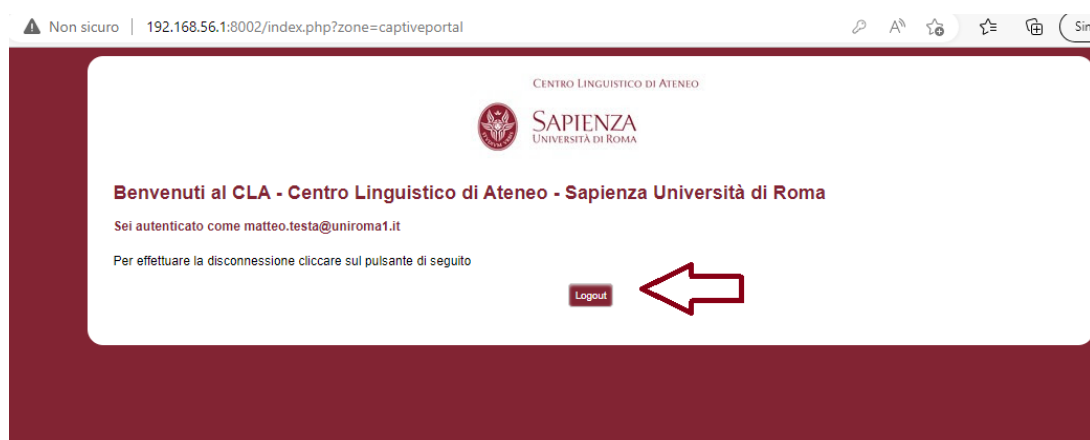 Non sicuro | 192.168.56.1:8002/index.php?zone=captiveportal
CENTRO LINGUISTICO DI ATENEO
SAPIENZA
UNIVERSITÀ DI ROMA
Benvenuti al CLA - Centro Linguistico di Ateneo - Sapienza Università di Roma
Sei autenticato come matteo.testa@uniroma1.it
Per effettuare la disconnessione cliccare sul pulsante di seguito
Logout